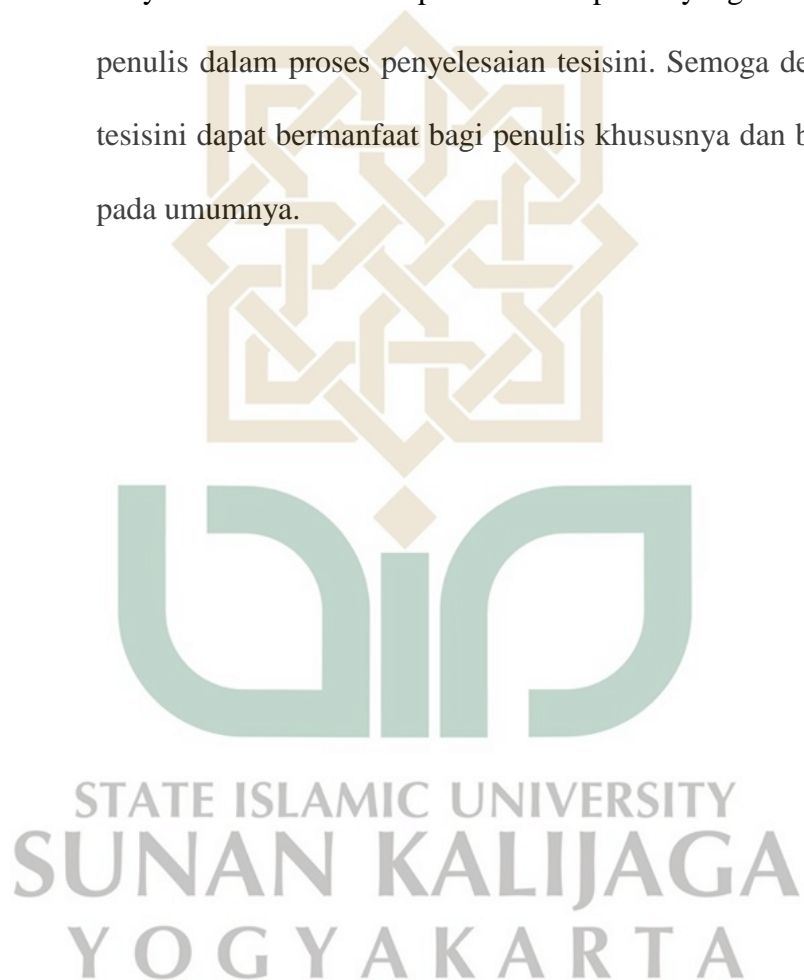 penulis dalam proses penyelesaian tesisini. Semoga
tesisini dapat bermanfaat bagi penulis khususnya dan
pada umumnya.
uin
STATE ISLAMIC UNIVERSITY
SUNAN KALIJAGA
YOGYAKARTA